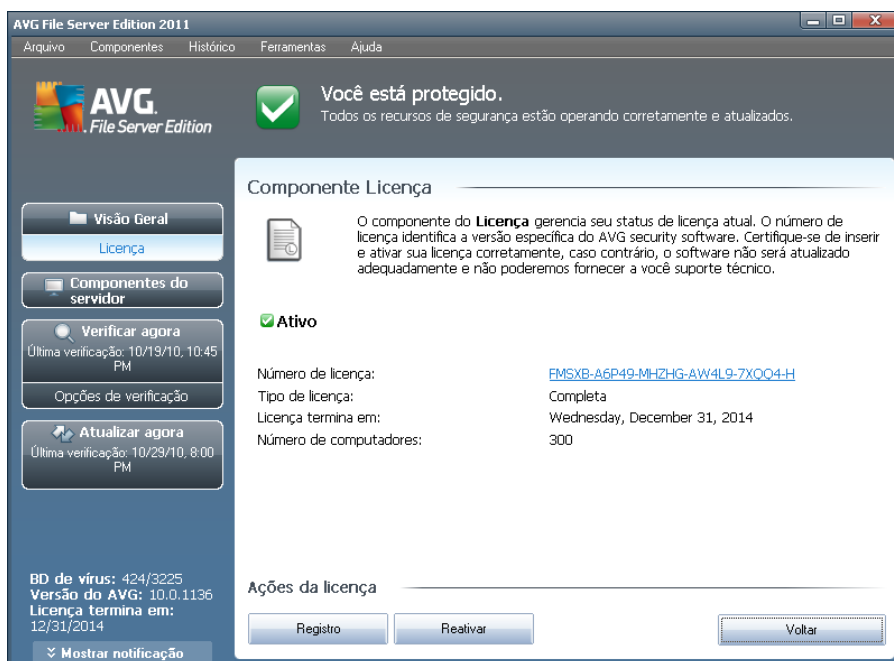 AVG File Server Edition 2011
Arquivo Componentes Histórico Ferramentas Ajuda
AVG.
File Server Edition
Você está protegido.
Todos os recursos de segurança estão operando corretamente e atualizados.
Visão Geral
Licença
Componentes do
servidor
Verificar agora
Última verificação: 10/19/10, 10:45
PM
Opções de verificação
Atualizar agora
Última verificação: 10/29/10, 8:00
PM
BD de vírus: 424/3225
Versão do AVG: 10.0.1136
Licença termina em:
12/31/2014
Mostrar notificação
Componente Licença
O componente do Licença gerencia seu status de licença atual. O número de
licença identifica a versão específica do AVG security software. Certifique-se de inserir
e ativar sua licença corretamente, caso contrário, o software não será atualizado
adequadamente e não poderemos fornecer a você suporte técnico.
Ativo
Número de licença: FMSXB-A6P49-MHZHG-AW4L9-7XQQ4-H
Tipo de licença: Completa
Licença termina em: Wednesday, December 31, 2014
Número de computadores: 300
Ações da licença
Registro Reativar Voltar